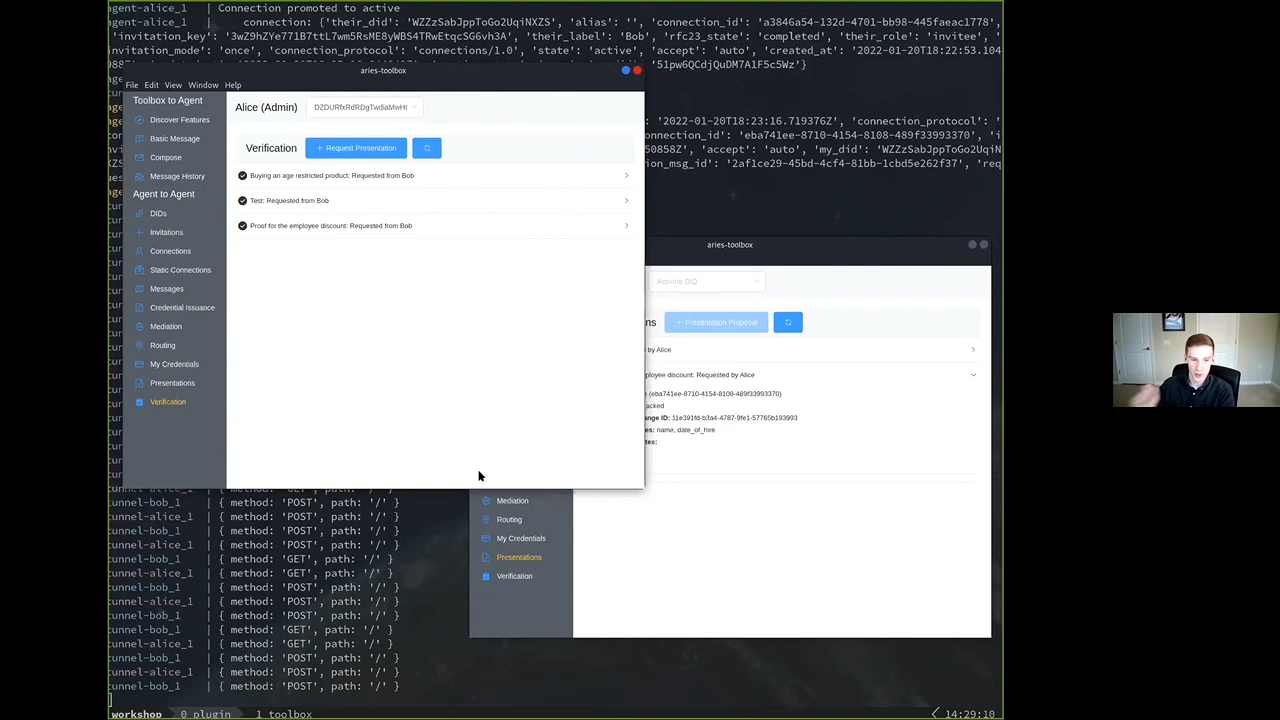 agent-alice_1 | Connection promoted to active
connection: {'their_did': 'WZZzSabJppToGo2UqiNXZS', 'alias': '', 'connection_id': 'a3846a54-132d-4701-bb98-445faeac1778',
'invitation_key': '3wZ9hZYe771B7ttL7wm5RsME8yWBS4TRwEtqcSG6vh3A', 'their_label': 'Bob', 'rfc23_state': 'completed', 'their_role': 'invitee',
invitation_mode': 'once', 'connection_protocol': 'connections/1.0', 'state': 'active', 'accept': 'auto', 'created_at': '2022-01-20T18:22:53.104
'51pw6QCdjQuDM7A1F5c5Wz'}
aries-toolbox
File Edit View Window Help
Toolbox to Agent
Discover Features
Basic Message
Compose
Message History
Agent to Agent
DIDs
Invitations
Connections
Static Connections
Messages
Credential Issuance
Mediation
Routing
My Credentials
Presentations
Verification
Alice (Admin) DZDURfxRdRDgTwdiaMwH
Verification + Request Presentation
Buying an age restricted product: Requested from Bob
Test: Requested from Bob
Proof for the employee discount: Requested from Bob
'2022-01-20T18:23:16.719376Z', 'connection_protocol':
onnection_id': 'eba741ee-8710-4154-8108-489f33993370',
50858Z', 'accept': 'auto', 'my_did': 'WZZzSabJppToGo2UqiNXZS
on_msg_id': '2af1ce29-45bd-4cf4-81bb-1cbd5e262f37', 'req
aries-toolbox
Activate DID
ns + Presentation Proposal
by Alice
ployee discount: Requested by Alice
(eba741ee-8710-4154-8108-489f33993370)
acked
nge ID: 11e391fd-b3a4-4787-9fe1-57765b193993
es: name, date_of_hire
tes:
Mediation
Routing
My Credentials
Presentations
Verification
tunnel-alice_1 | { method: 'GET', path: '/' }
tunnel-bob_1 | { method: 'POST', path: '/' }
tunnel-alice_1 | { method: 'POST', path: '/' }
tunnel-bob_1 | { method: 'POST', path: '/' }
tunnel-alice_1 | { method: 'POST', path: '/' }
tunnel-bob_1 | { method: 'GET', path: '/' }
tunnel-alice_1 | { method: 'GET', path: '/' }
tunnel-bob_1 | { method: 'POST', path: '/' }
tunnel-alice_1 | { method: 'POST', path: '/' }
tunnel-bob_1 | { method: 'POST', path: '/' }
tunnel-bob_1 | { method: 'GET', path: '/' }
tunnel-alice_1 | { method: 'GET', path: '/' }
tunnel-bob_1 | { method: 'POST', path: '/' }
tunnel-alice_1 | { method: 'POST', path: '/' }
tunnel-bob_1 | { method: 'POST', path: '/' }
workshop 0 plugin 1 toolbox 14:29:10